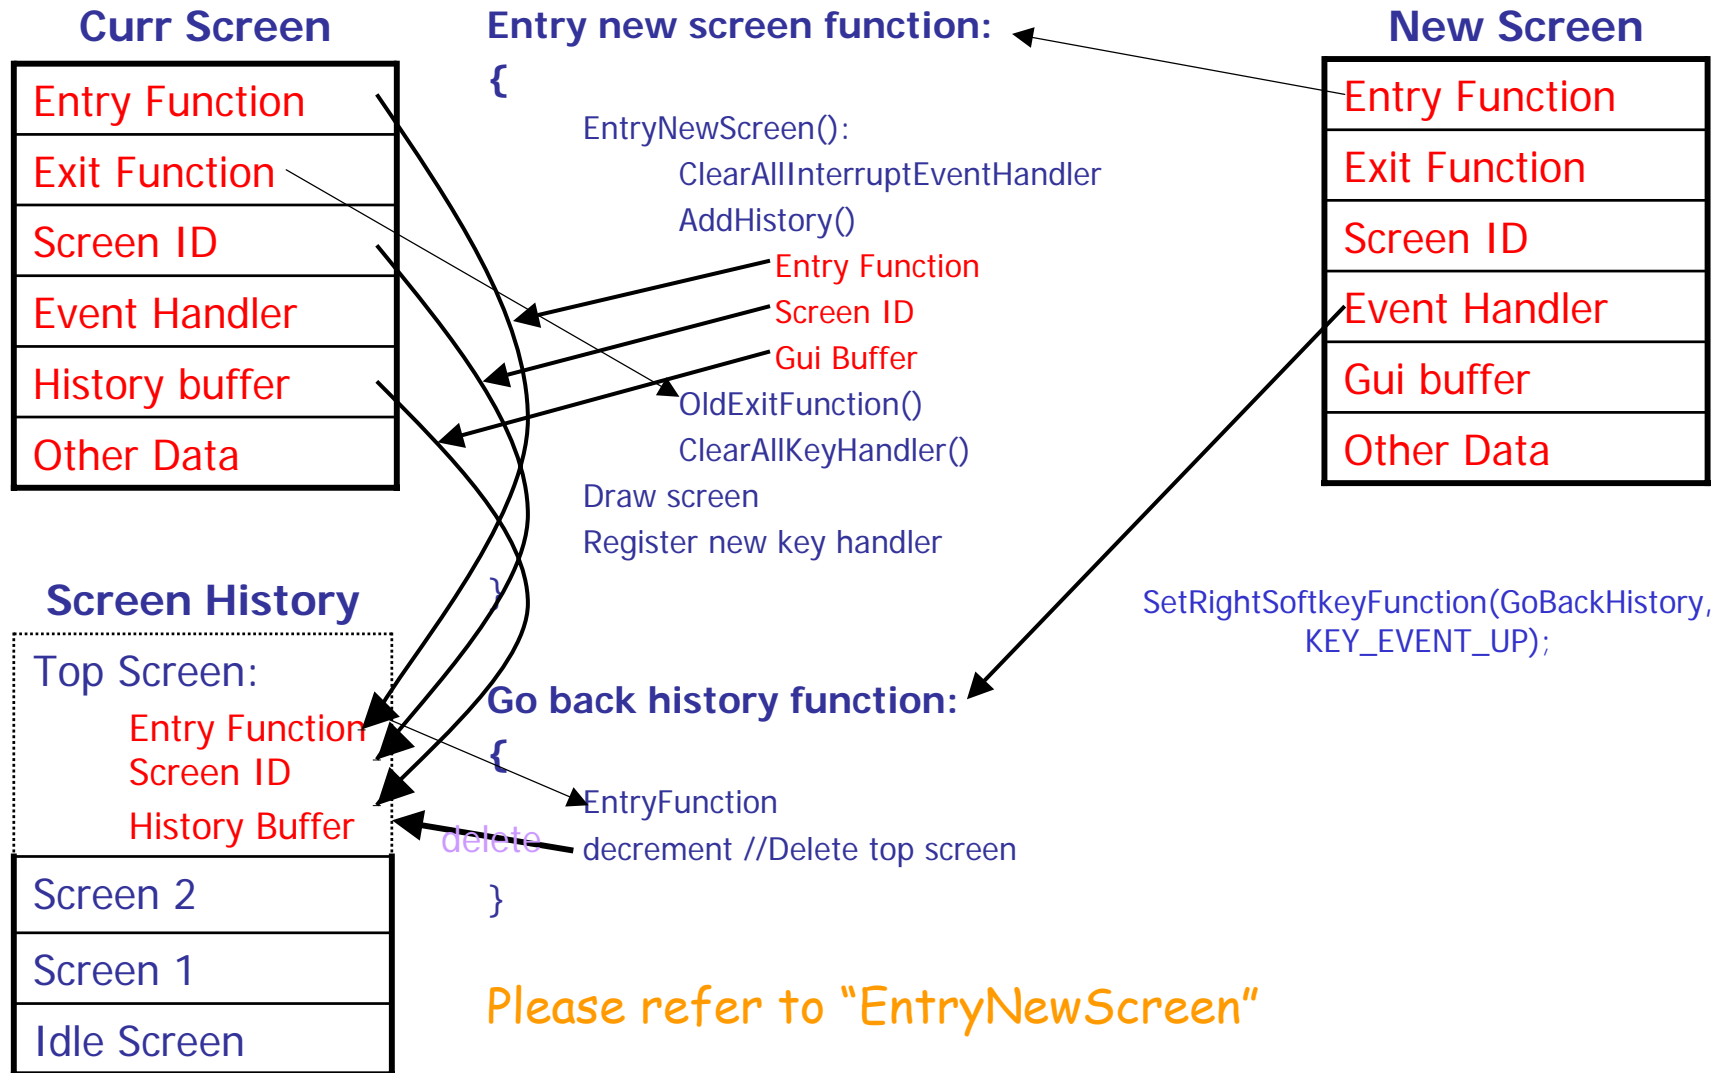 Curr Screen
Entry Function
Exit Function
Screen ID
Event Handler
History buffer
Other Data
Screen History
Top Screen:
Entry Function
Screen ID
History Buffer
Screen 2
Screen 1
Idle Screen
Entry new screen function:
{
EntryNewScreen():
ClearAllInterruptEventHandler
AddHistory()
Entry Function
Screen ID
Gui Buffer
OldExitFunction()
ClearAllKeyHandler()
Draw screen
Register new key handler
}
Go back history function:
{
EntryFunction
delete
decrement //Delete top screen
}
Please refer to “EntryNewScreen”
New Screen
Entry Function
Exit Function
Screen ID
Event Handler
Gui buffer
Other Data
SetRightSoftkeyFunction(GoBackHistory,
KEY_EVENT_UP);